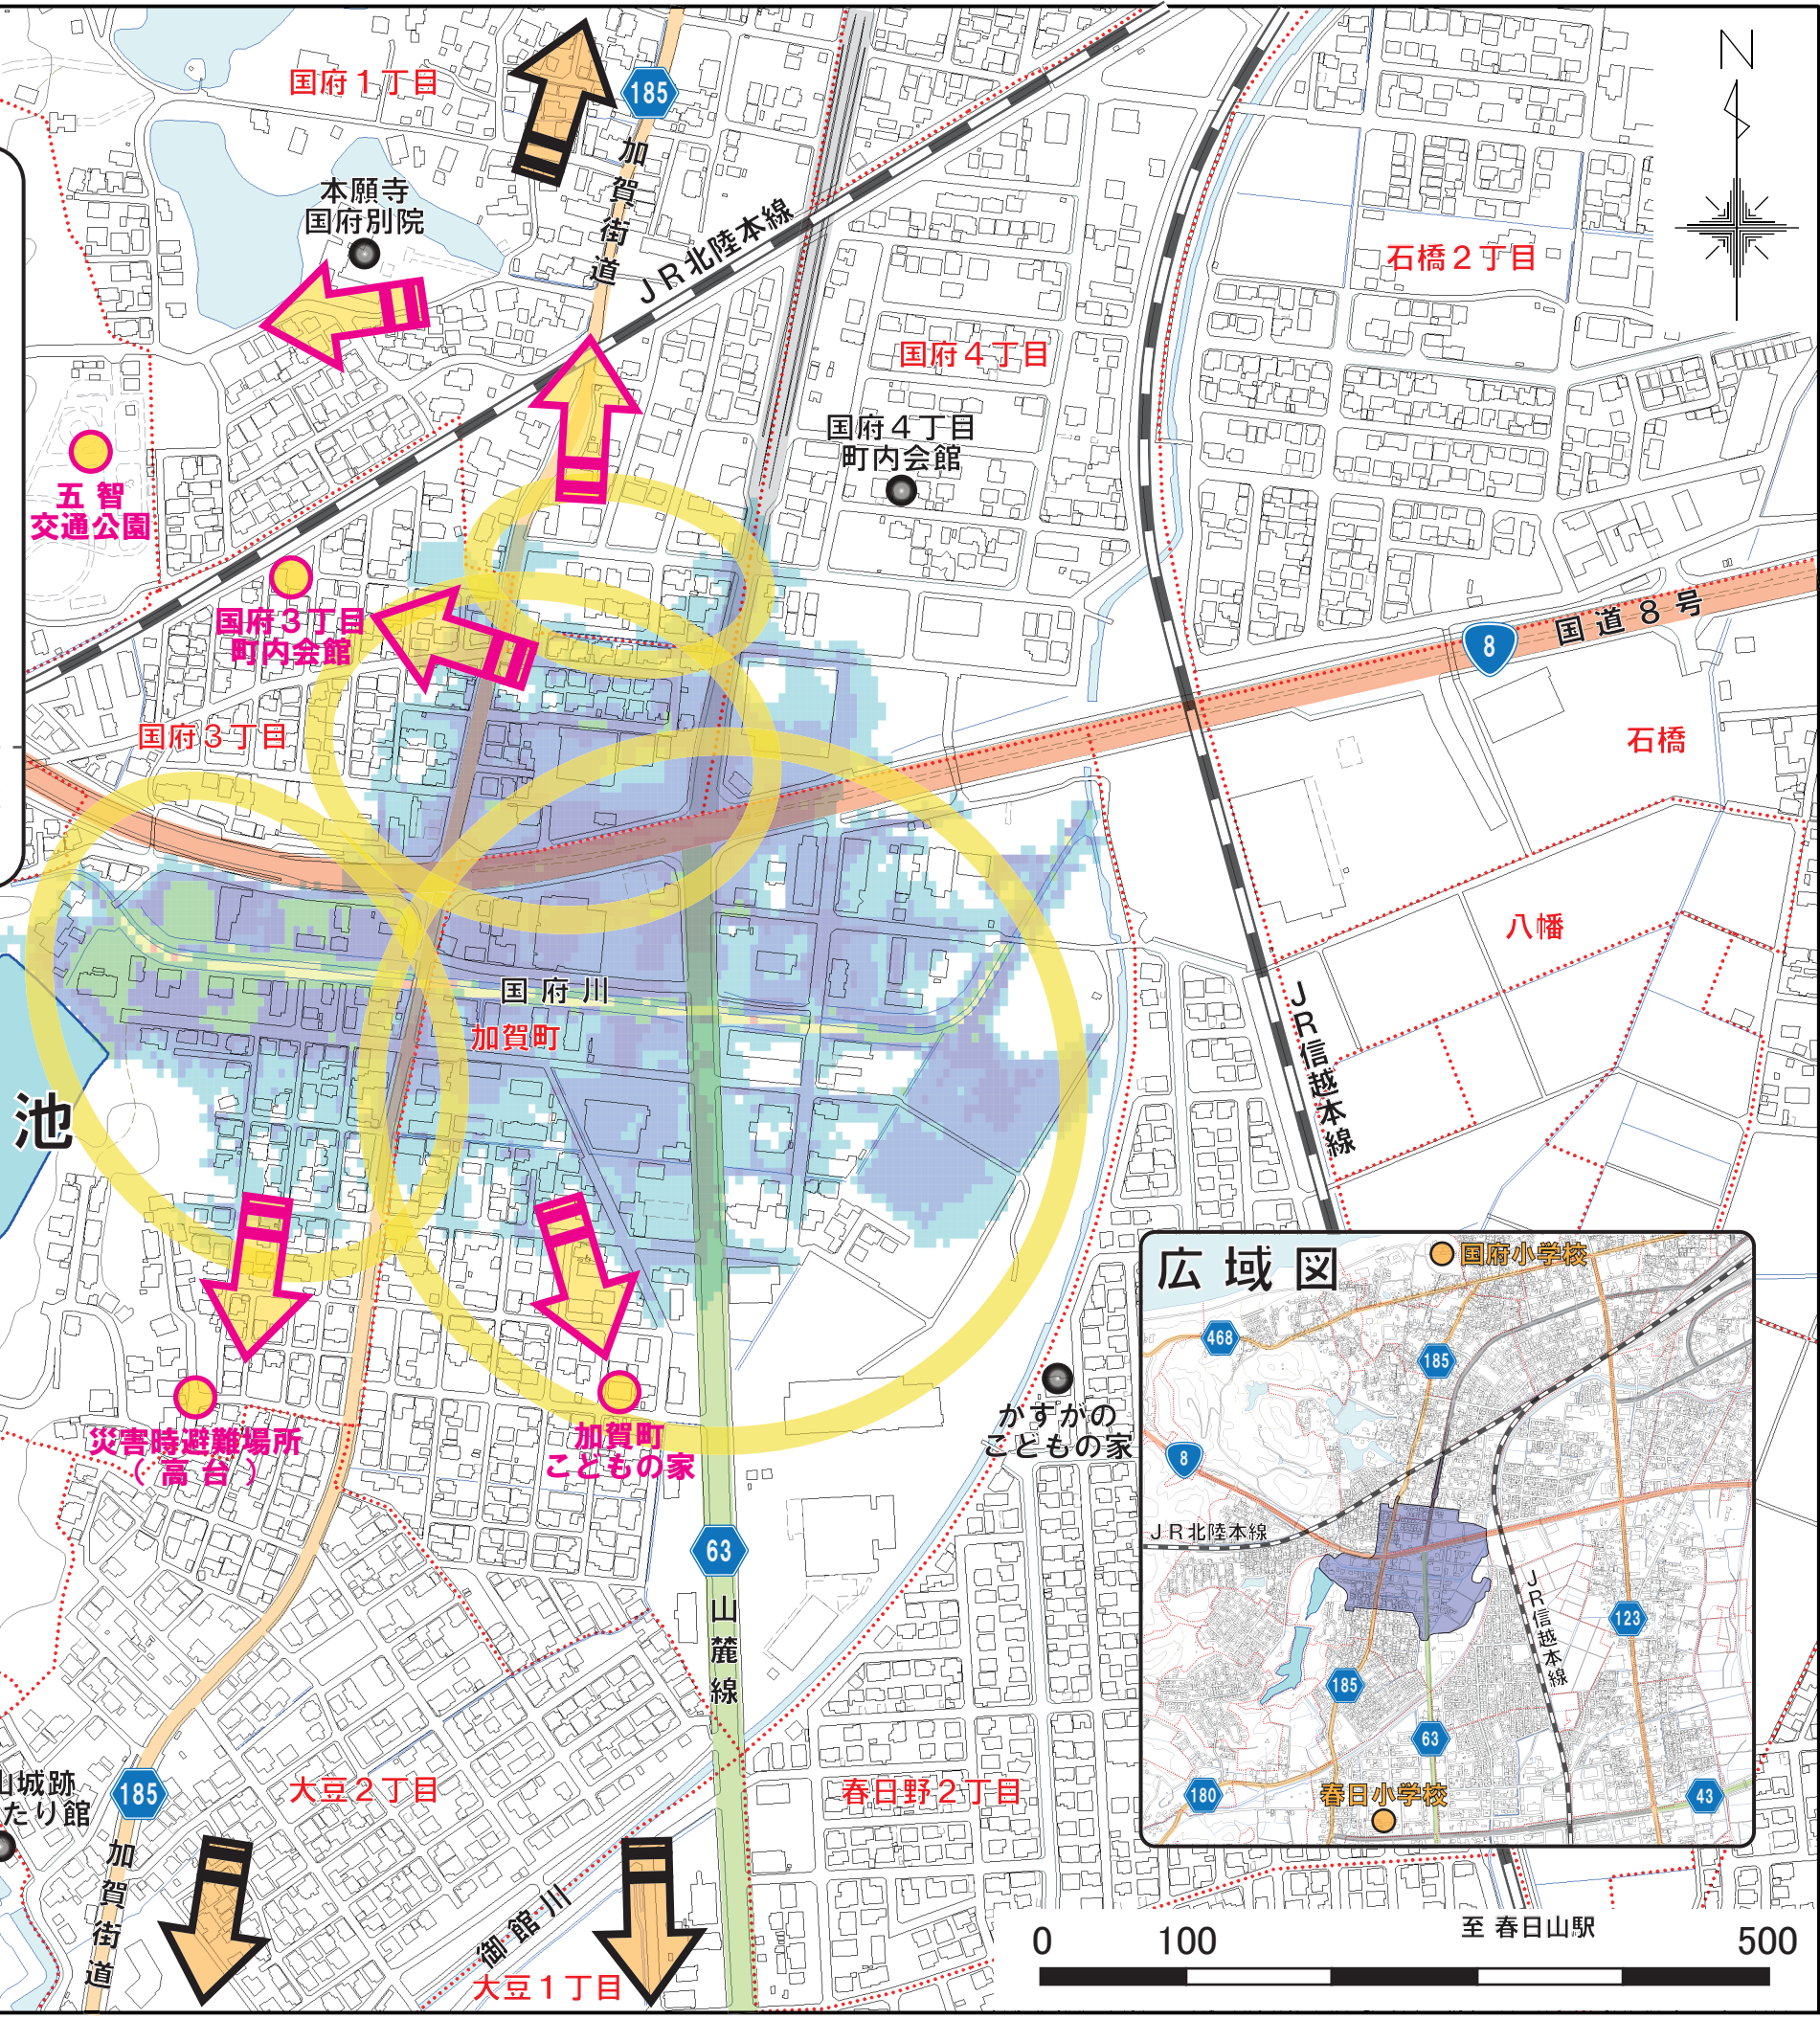 国府1丁目
185
加賀街道
N
本願寺
国府別院
JR北陸本線
石橋2丁目
国府4丁目
国府4丁目
町内会館
五智
交通公園
国府3丁目
町内会館
8
国道8号
国府3丁目
石橋
八幡
国府川
加賀町
JR信越本線
池
災害時避難場所
(高台)
加賀町
こどもの家
かすがの
こどもの家
63
山麓線
広域図
国府小学校
468
185
8
JR北陸本線
JR信越本線
123
185
63
180
春日小学校
43
城跡
たり館
185
加賀街道
大豆2丁目
春日野2丁目
御館川
大豆1丁目
至 春日山駅
0 100 500